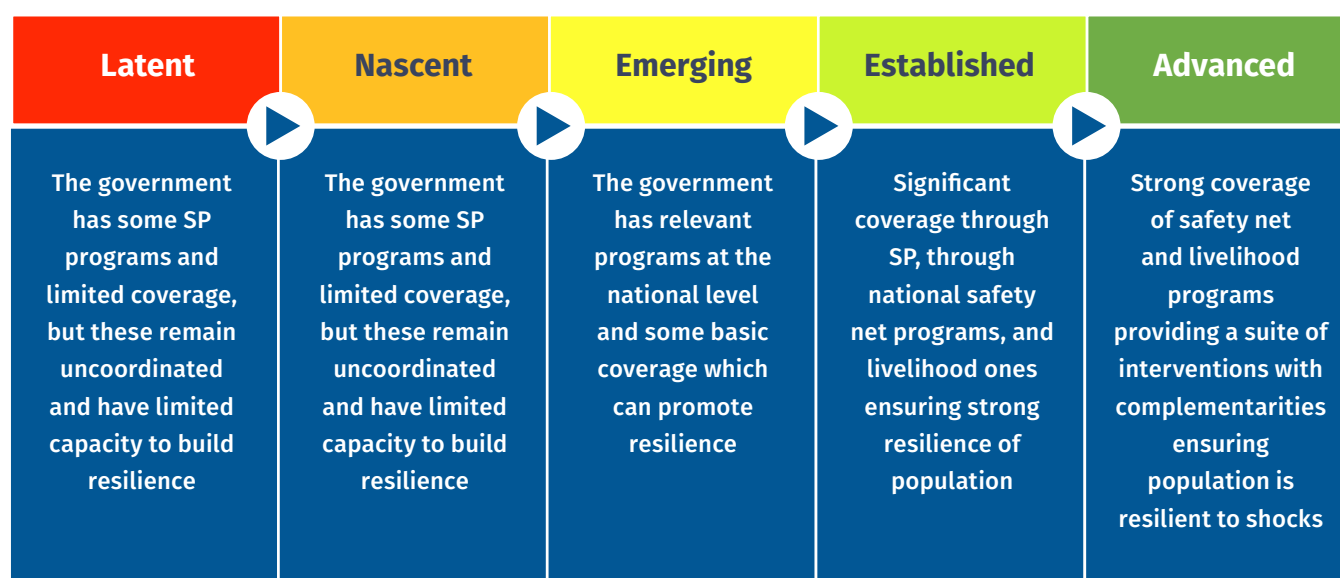 Latent
Nascent
Emerging
Established
Advanced
The government
has some SP
programs and
limited coverage,
but these remain
uncoordinated
and have limited
capacity to build
resilience
The government
has some SP
programs and
limited coverage,
but these remain
uncoordinated
and have limited
capacity to build
resilience
The government
has relevant
programs at the
national level
and some basic
coverage which
can promote
resilience
Significant
coverage through
SP, through
national safety
net programs, and
livelihood ones
ensuring strong
resilience of
population
Strong coverage
of safety net
and livelihood
programs
providing a suite of
interventions with
complementarities
ensuring
population is
resilient to shocks